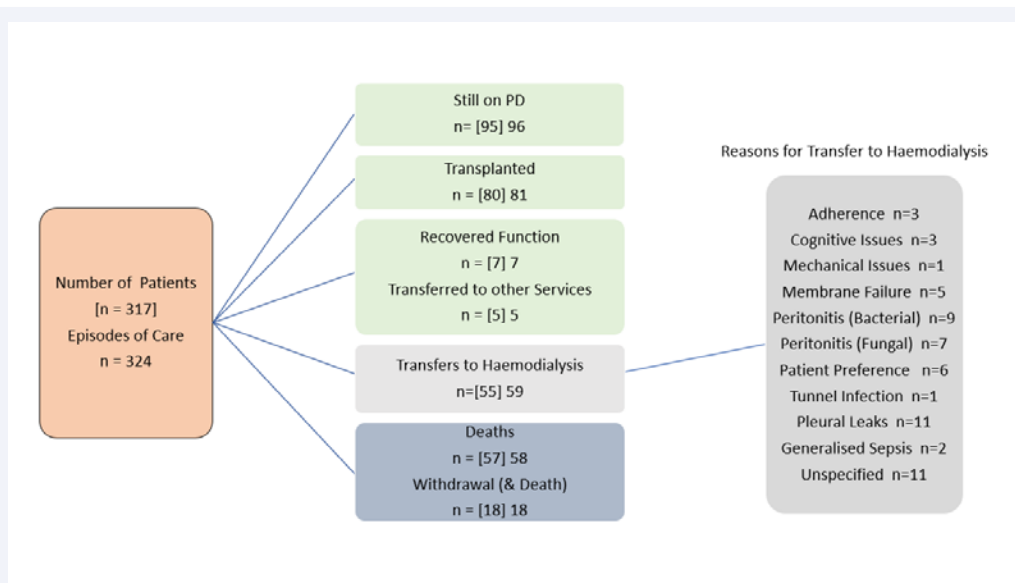 Number of Patients
[n = 317]
Episodes of Care
n = 324
Still on PD
n= [95] 96
Transplanted
n = [80] 81
Recovered Function
n = [7] 7
Transferred to other Services
n = [5] 5
Transfers to Haemodialysis
n=[55] 59
Deaths
n = [57] 58
Withdrawal (& Death)
n = [18] 18
Reasons for Transfer to Haemodialysis
Adherence n=3
Cognitive Issues n=3
Mechanical Issues n=1
Membrane Failure n=5
Peritonitis (Bacterial) n=9
Peritonitis (Fungal) n=7
Patient Preference n=6
Tunnel Infection n=1
Pleural Leaks n=11
Generalised Sepsis n=2
Unspecified n=11